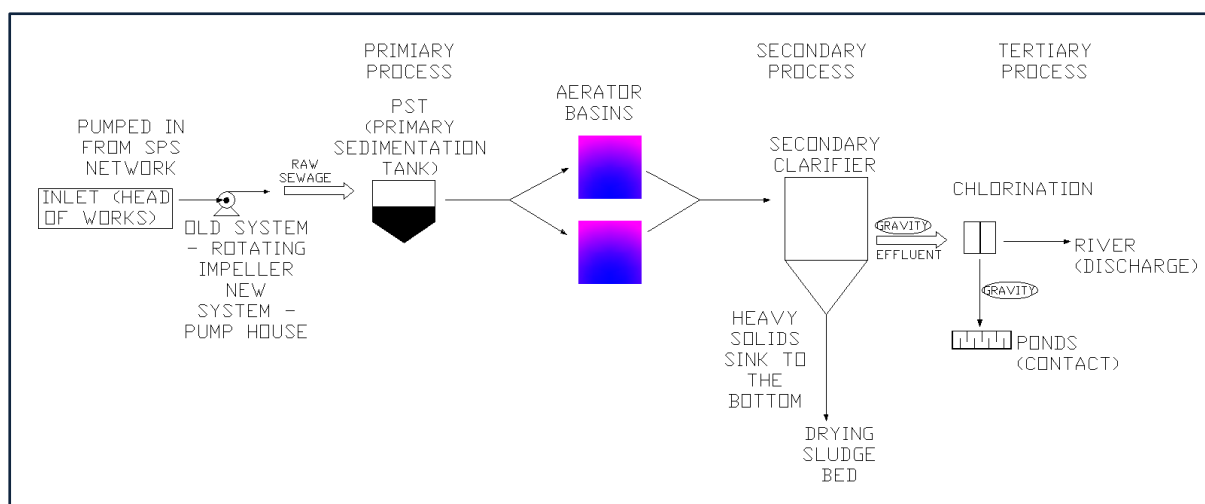 PRIMIARY
PROCESS
SECONDARY
PROCESS
TERTIARY
PROCESS
PUMPED IN
FROM SPS
NETWORK
INLET (HEAD
OF WORKS)
OLD SYSTEM
- ROTATING
IMPELLER
NEW
SYSTEM -
PUMP HOUSE
RAW
SEWAGE
PST
(PRIMARY
SEDIMENTATION
TANK)
AERATOR
BASINS
SECONDARY
CLARIFIER
HEAVY
SOLIDS
SINK TO
THE
BOTTOM
DRYING
SLUDGE
BED
GRAVITY
EFFLUENT
CHLORINATION
RIVER
(DISCHARGE)
GRAVITY
PONDS
(CONTACT)